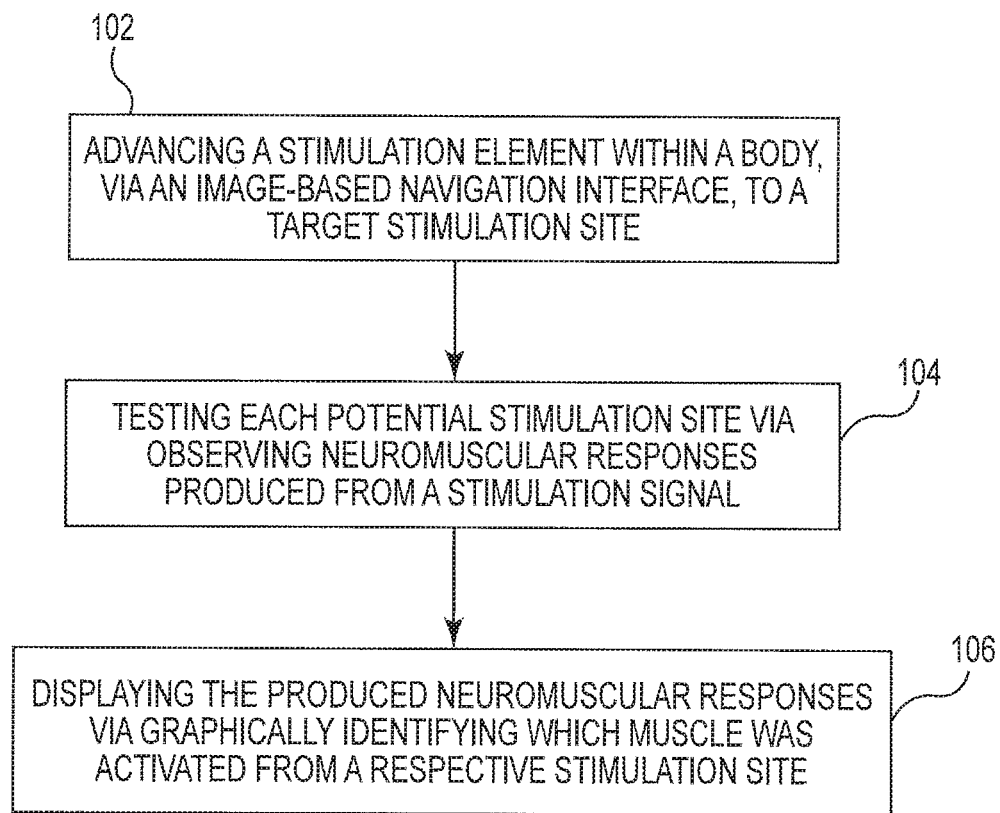 102
ADVANCING A STIMULATION ELEMENT WITHIN A BODY,
VIA AN IMAGE-BASED NAVIGATION INTERFACE, TO A
TARGET STIMULATION SITE
104
TESTING EACH POTENTIAL STIMULATION SITE VIA
OBSERVING NEUROMUSCULAR RESPONSES
PRODUCED FROM A STIMULATION SIGNAL
106
DISPLAYING THE PRODUCED NEUROMUSCULAR RESPONSES
VIA GRAPHICALLY IDENTIFYING WHICH MUSCLE WAS
ACTIVATED FROM A RESPECTIVE STIMULATION SITE